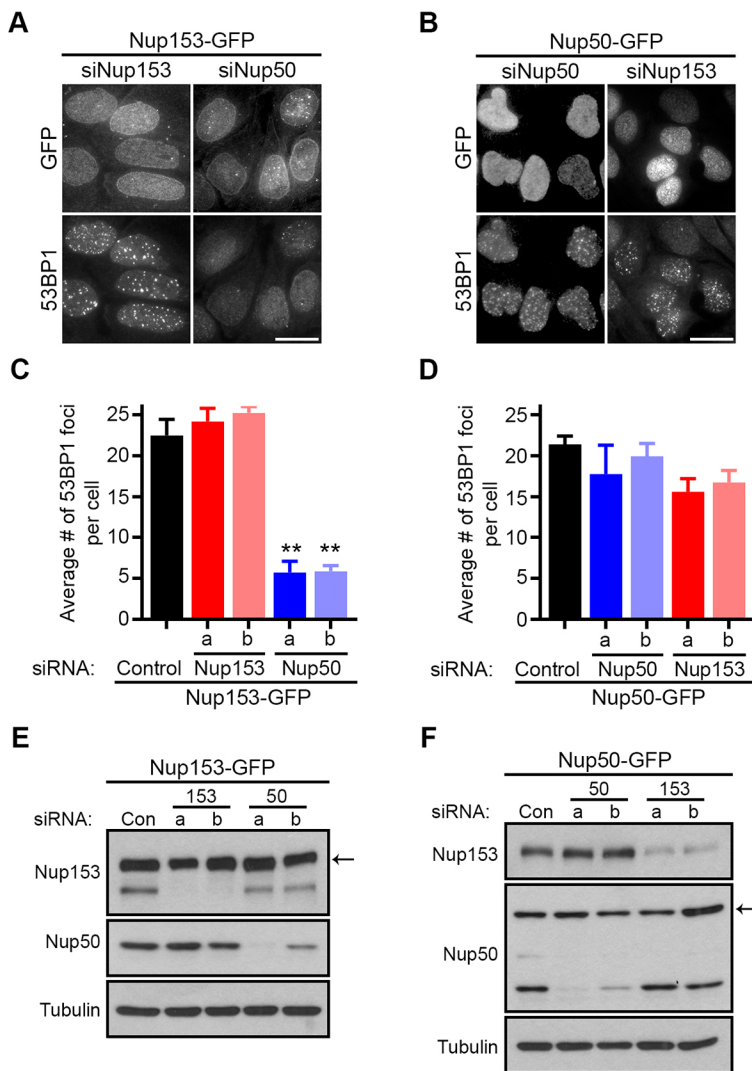 A
Nup153-GFP
siNup153 siNup50
GFP
53BP1
B
Nup50-GFP
siNup50 siNup153
GFP
53BP1
C
Average # of 53BP1 foci
per cell
25
20
15
10
5
0
** **
a b a b
siRNA: Control Nup153 Nup50
Nup153-GFP
D
Average # of 53BP1 foci
per cell
25
20
15
10
5
0
a b a b
siRNA: Control Nup50 Nup153
Nup50-GFP
E
Nup153-GFP
153 50
siRNA: Con a b a b
Nup153 ←
Nup50
Tubulin
F
Nup50-GFP
50 153
siRNA: Con a b a b
Nup153
←
Nup50
Tubulin